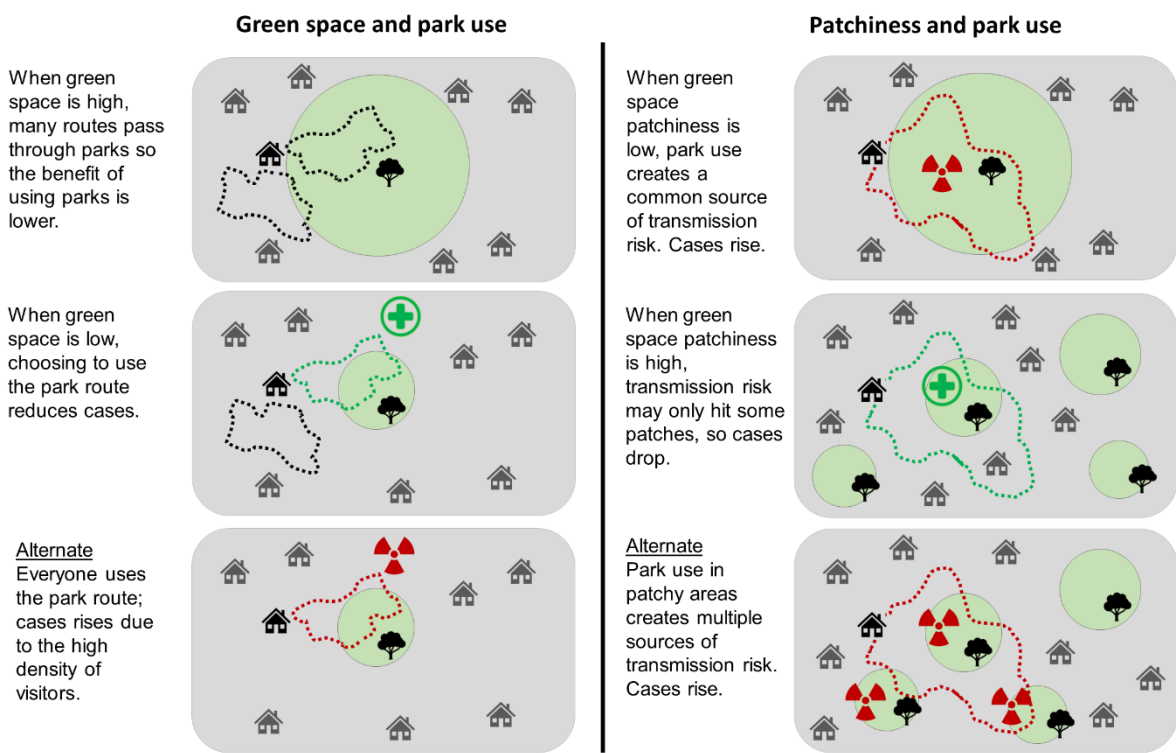 Green space and park use
When green
space is high,
many routes pass
through parks so
the benefit of
using parks is
lower.
When green
space is low,
choosing to use
the park route
reduces cases.
Alternate
Everyone uses
the park route;
cases rises due
to the high
density of
visitors.
Patchiness and park use
When green
space
patchiness is
low, park use
creates a
common source
of transmission
risk. Cases rise.
When green
space patchiness
is high,
transmission risk
may only hit some
patches, so cases
drop.
Alternate
Park use in
patchy areas
creates multiple
sources of
transmission risk.
Cases rise.